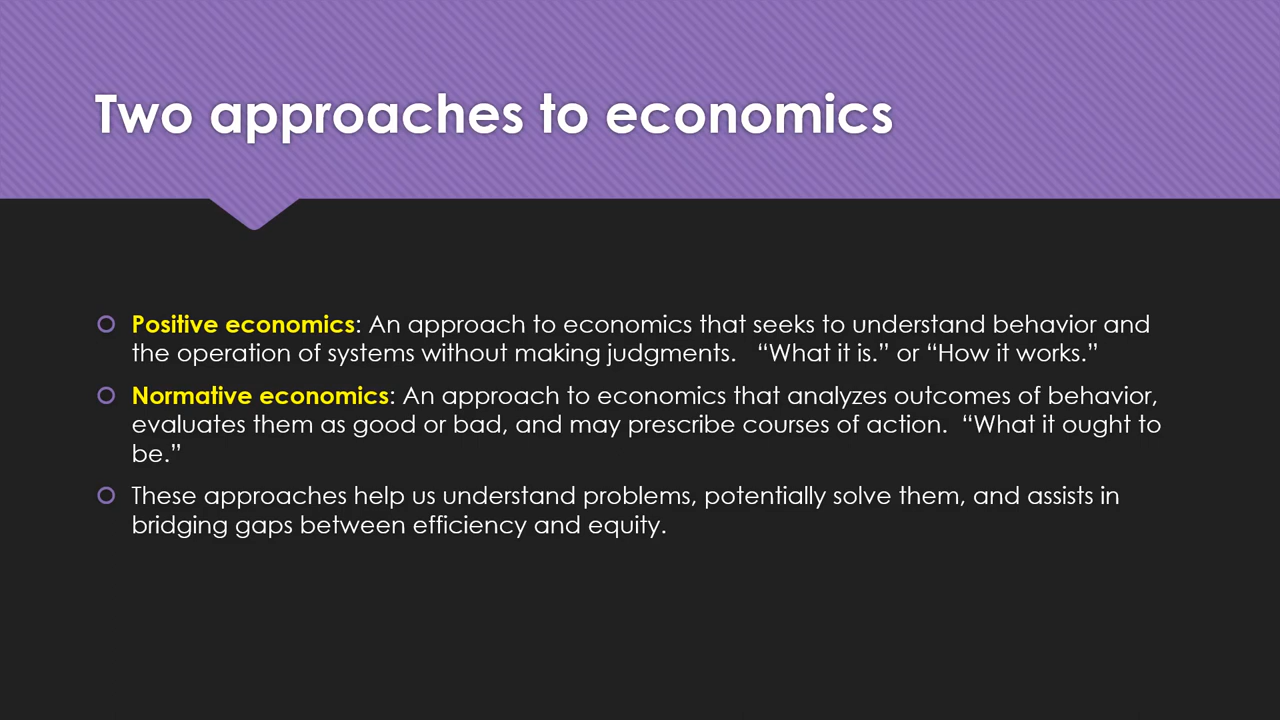 Two approaches to economics
Positive economics: An approach to economics that seeks to understand behavior and
the operation of systems without making judgments.   “What it is.” or “How it works.”
Normative economics: An approach to economics that analyzes outcomes of behavior,
evaluates them as good or bad, and may prescribe courses of action.  “What it ought to
be.”
These approaches help us understand problems, potentially solve them, and assists in
bridging gaps between efficiency and equity.